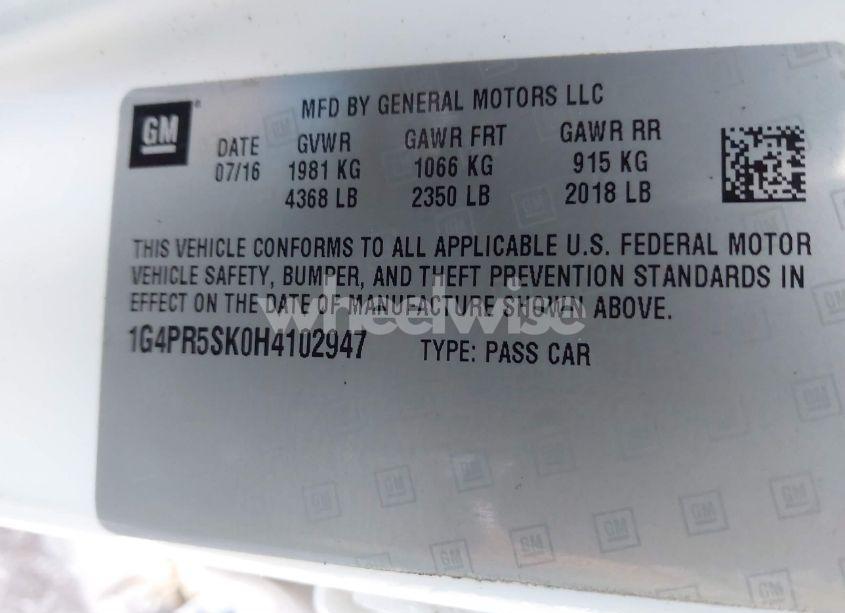 GM ®
MFD BY GENERAL MOTORS LLC
DATE GVWR GAWR FRT GAWR RR
07/16 1981 KG 1066 KG 915 KG
4368 LB 2350 LB 2018 LB
THIS VEHICLE CONFORMS TO ALL APPLICABLE U.S. FEDERAL MOTOR
VEHICLE SAFETY, BUMPER, AND THEFT PREVENTION STANDARDS IN
EFFECT ON THE DATE OF MANUFACTURE SHOWN ABOVE.
wheelwise
1G4PR5SK0H4102947 TYPE: PASS CAR